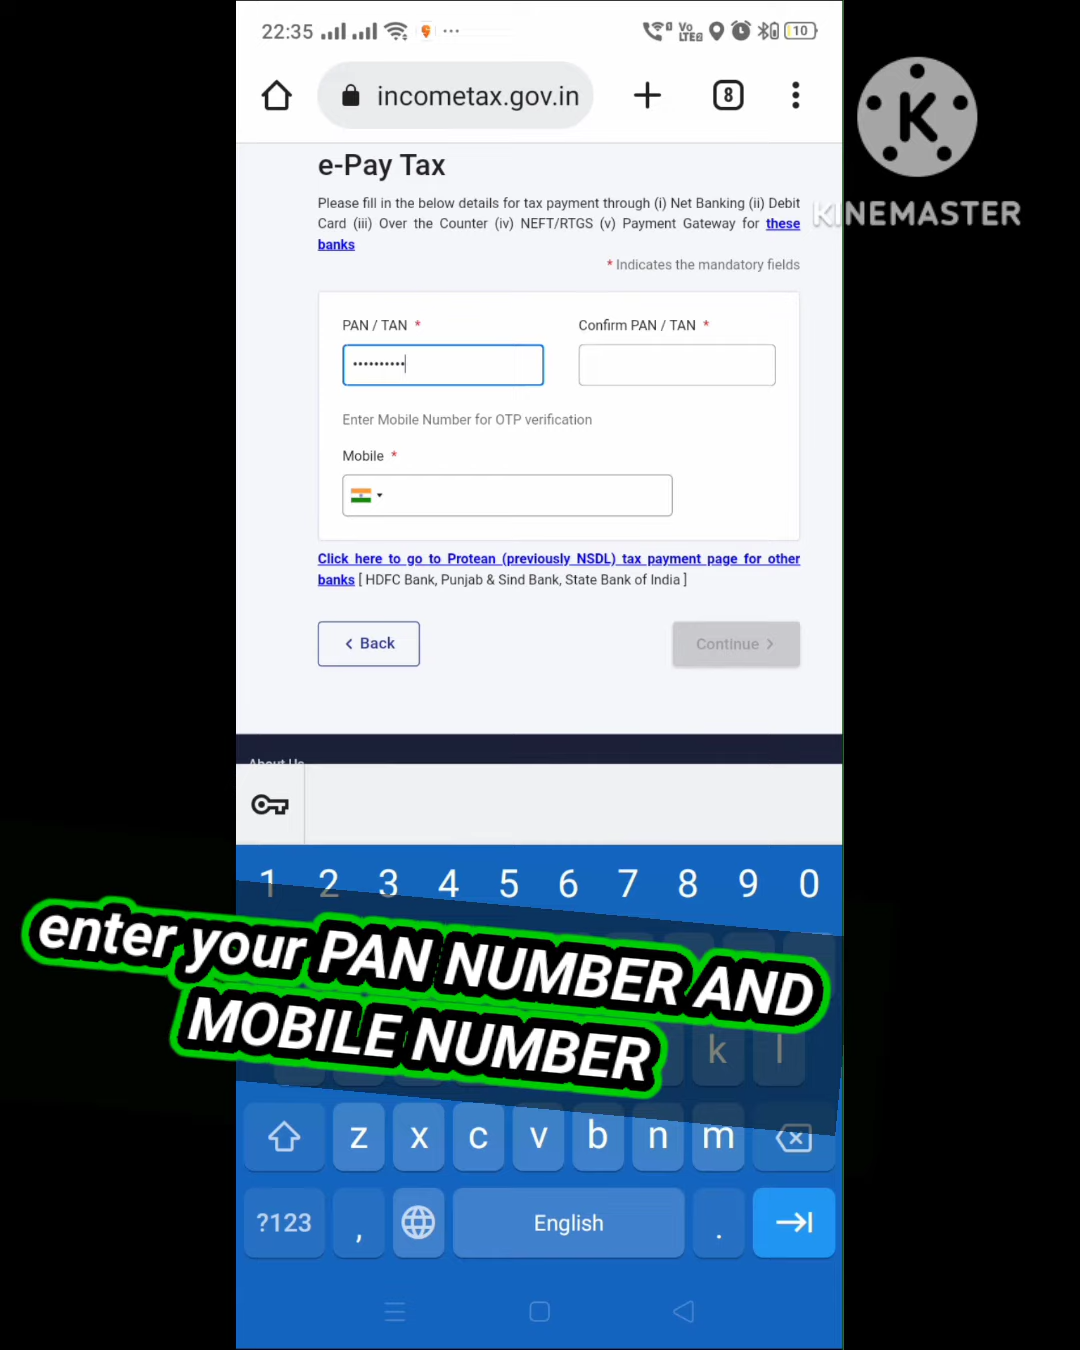 22:35
Vo
LTE2
10
incometax.gov.in
8
K
KINEMASTER
e-Pay Tax
Please fill in the below details for tax payment through (i) Net Banking (ii) Debit
Card (iii) Over the Counter (iv) NEFT/RTGS (v) Payment Gateway for these
banks
* Indicates the mandatory fields
PAN / TAN *
Confirm PAN / TAN *
••••••••••
Enter Mobile Number for OTP verification
Mobile *
Click here to go to Protean (previously NSDL) tax payment page for other
banks [ HDFC Bank, Punjab & Sind Bank, State Bank of India ]
< Back
Continue >
About Us
1 2 3 4 5 6 7 8 9 0
enter your PAN NUMBER AND
MOBILE NUMBER
k l
z x c v b n m
?123 , English .